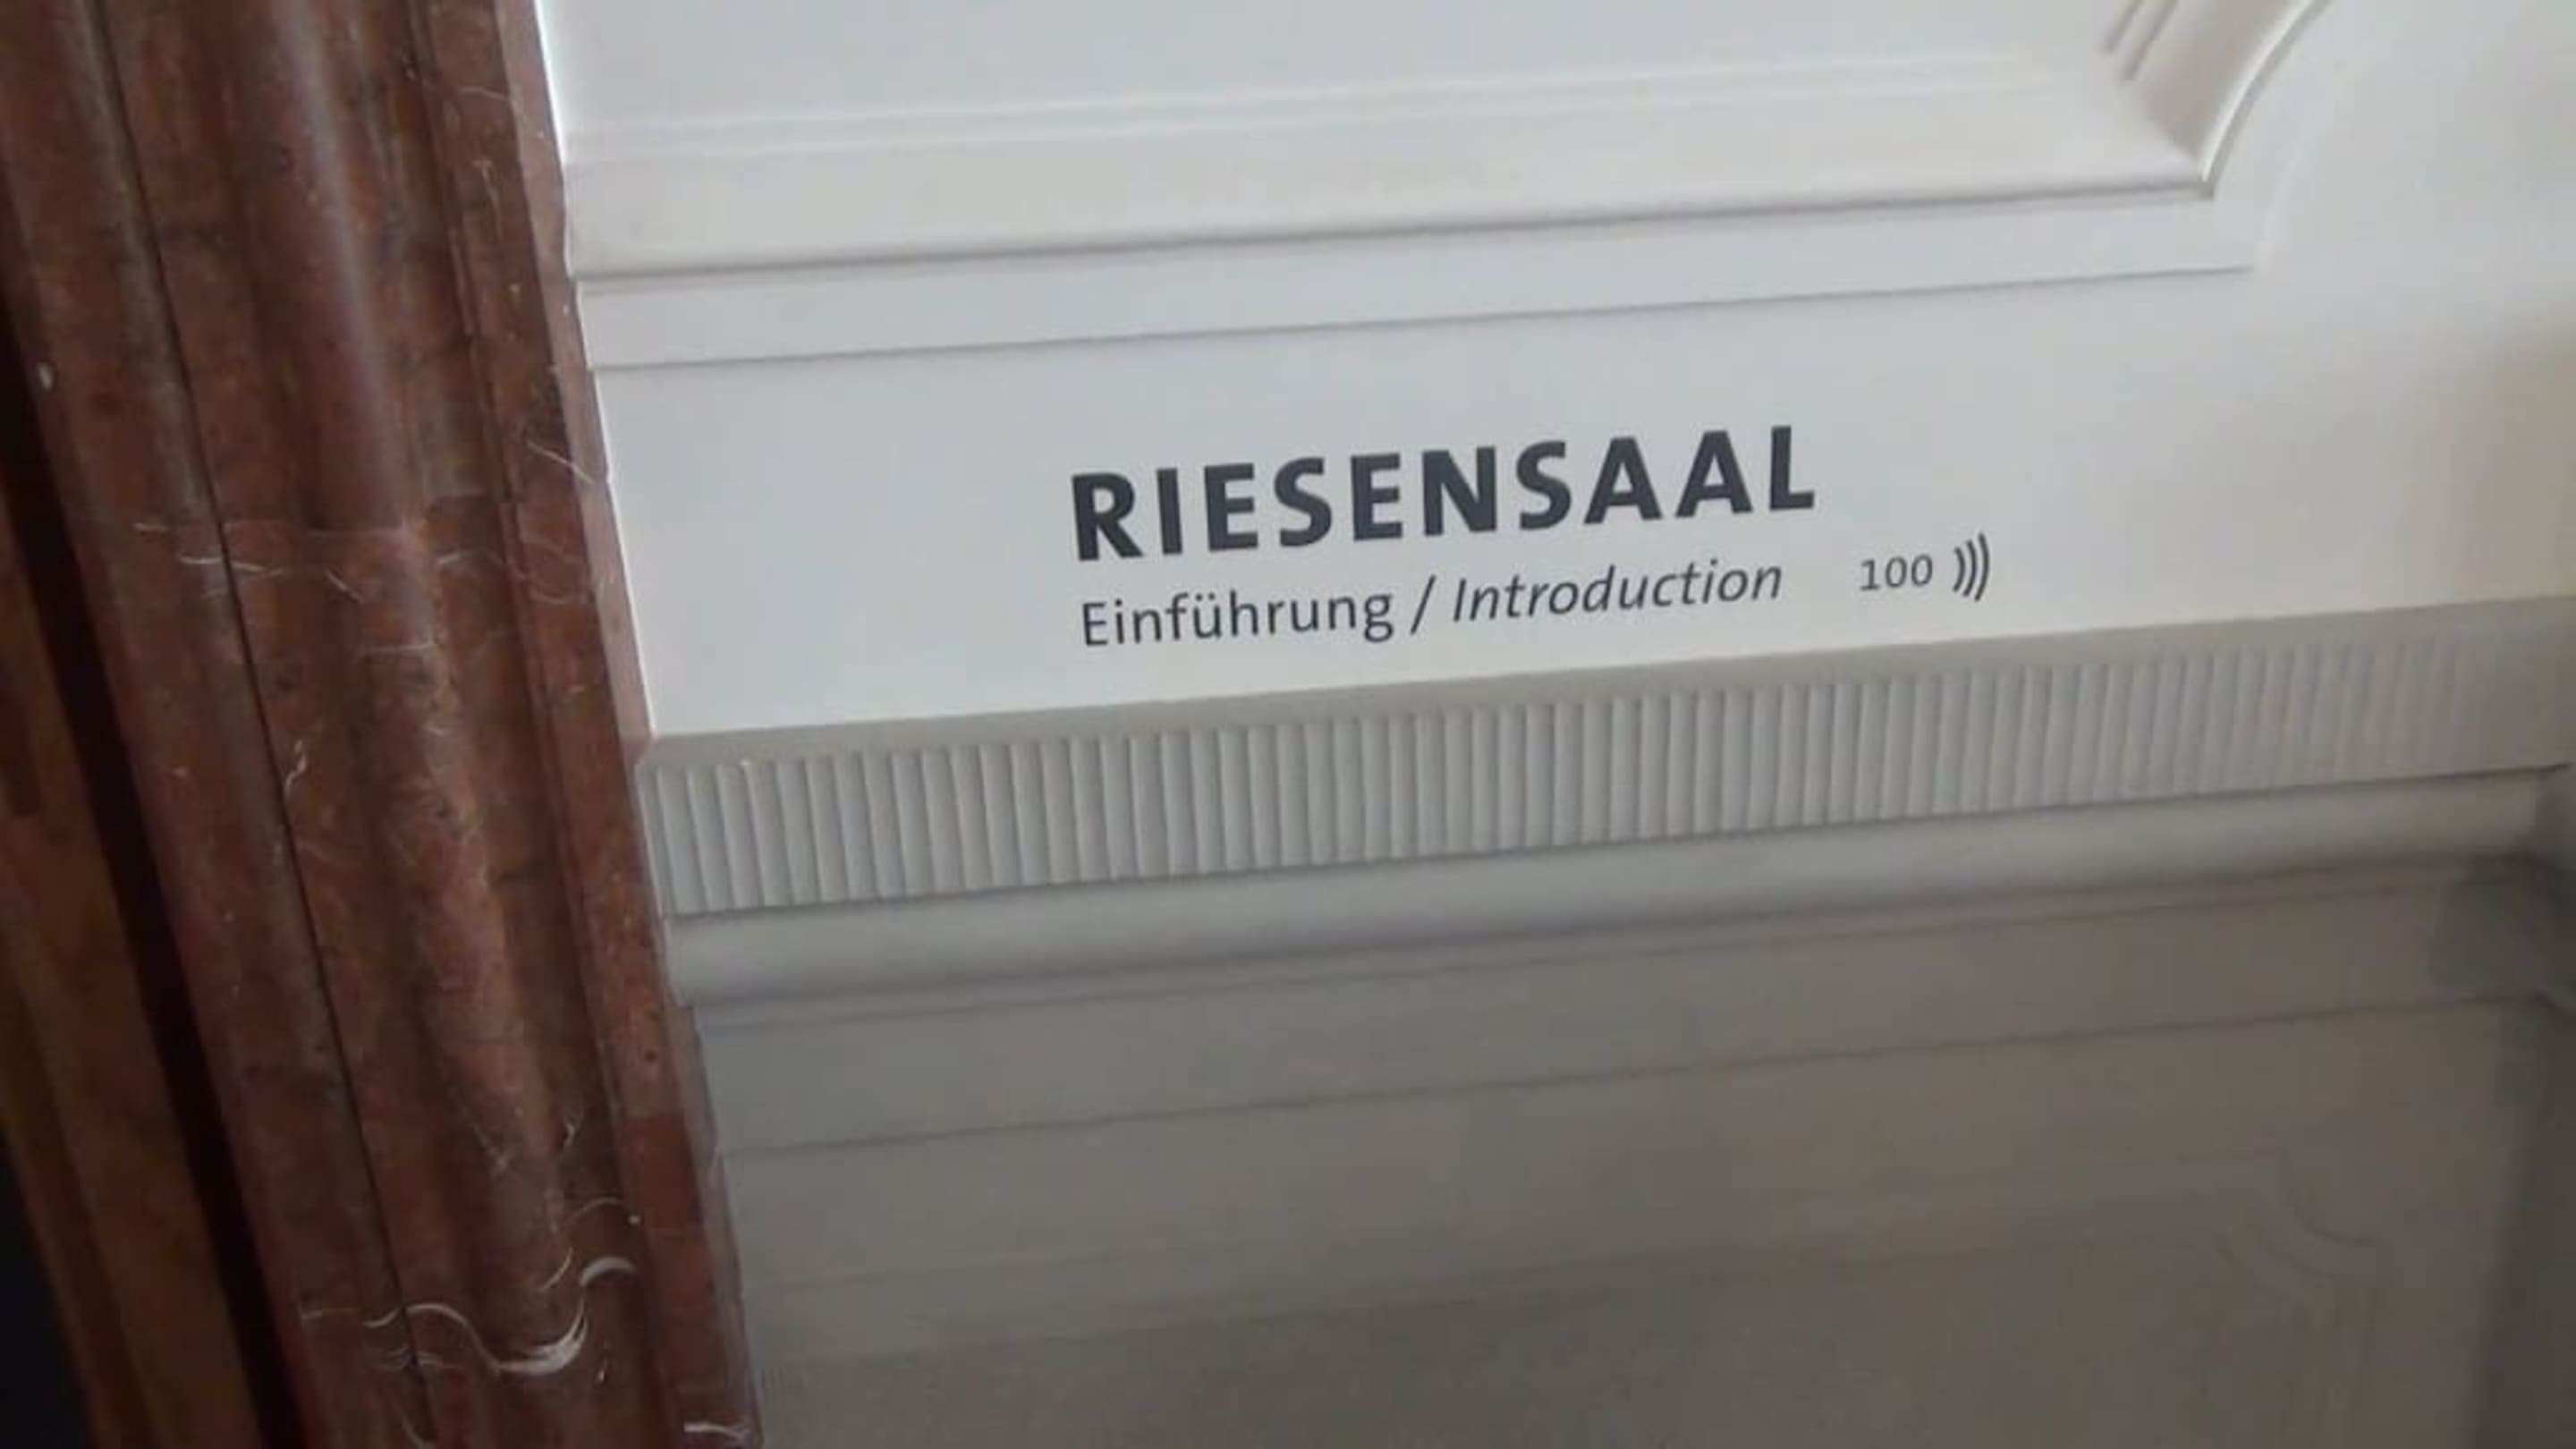 RIESENSAAL
Einführung / Introduction 100